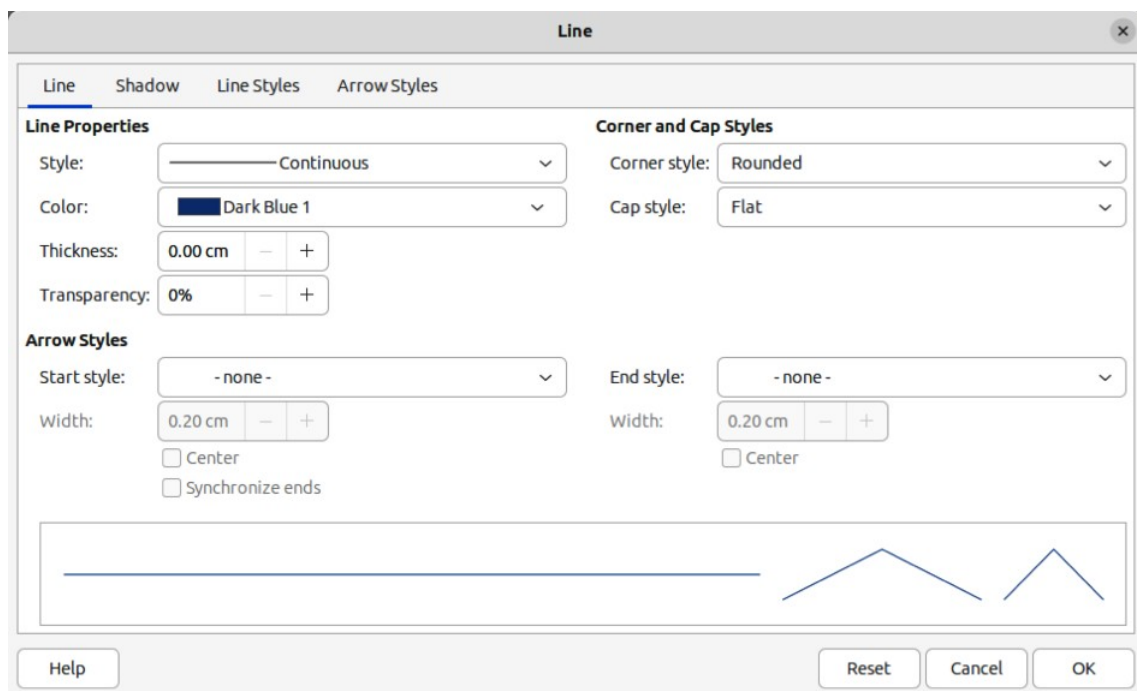 Line
Line Shadow Line Styles Arrow Styles
Line Properties
Style: Continuous
Color: Dark Blue 1
Thickness: 0.00 cm − +
Transparency: 0% − +
Corner and Cap Styles
Corner style: Rounded
Cap style: Flat
Arrow Styles
Start style: - none -
Width: 0.20 cm − +
Center
Synchronize ends
End style: - none -
Width: 0.20 cm − +
Center
Help Reset Cancel OK